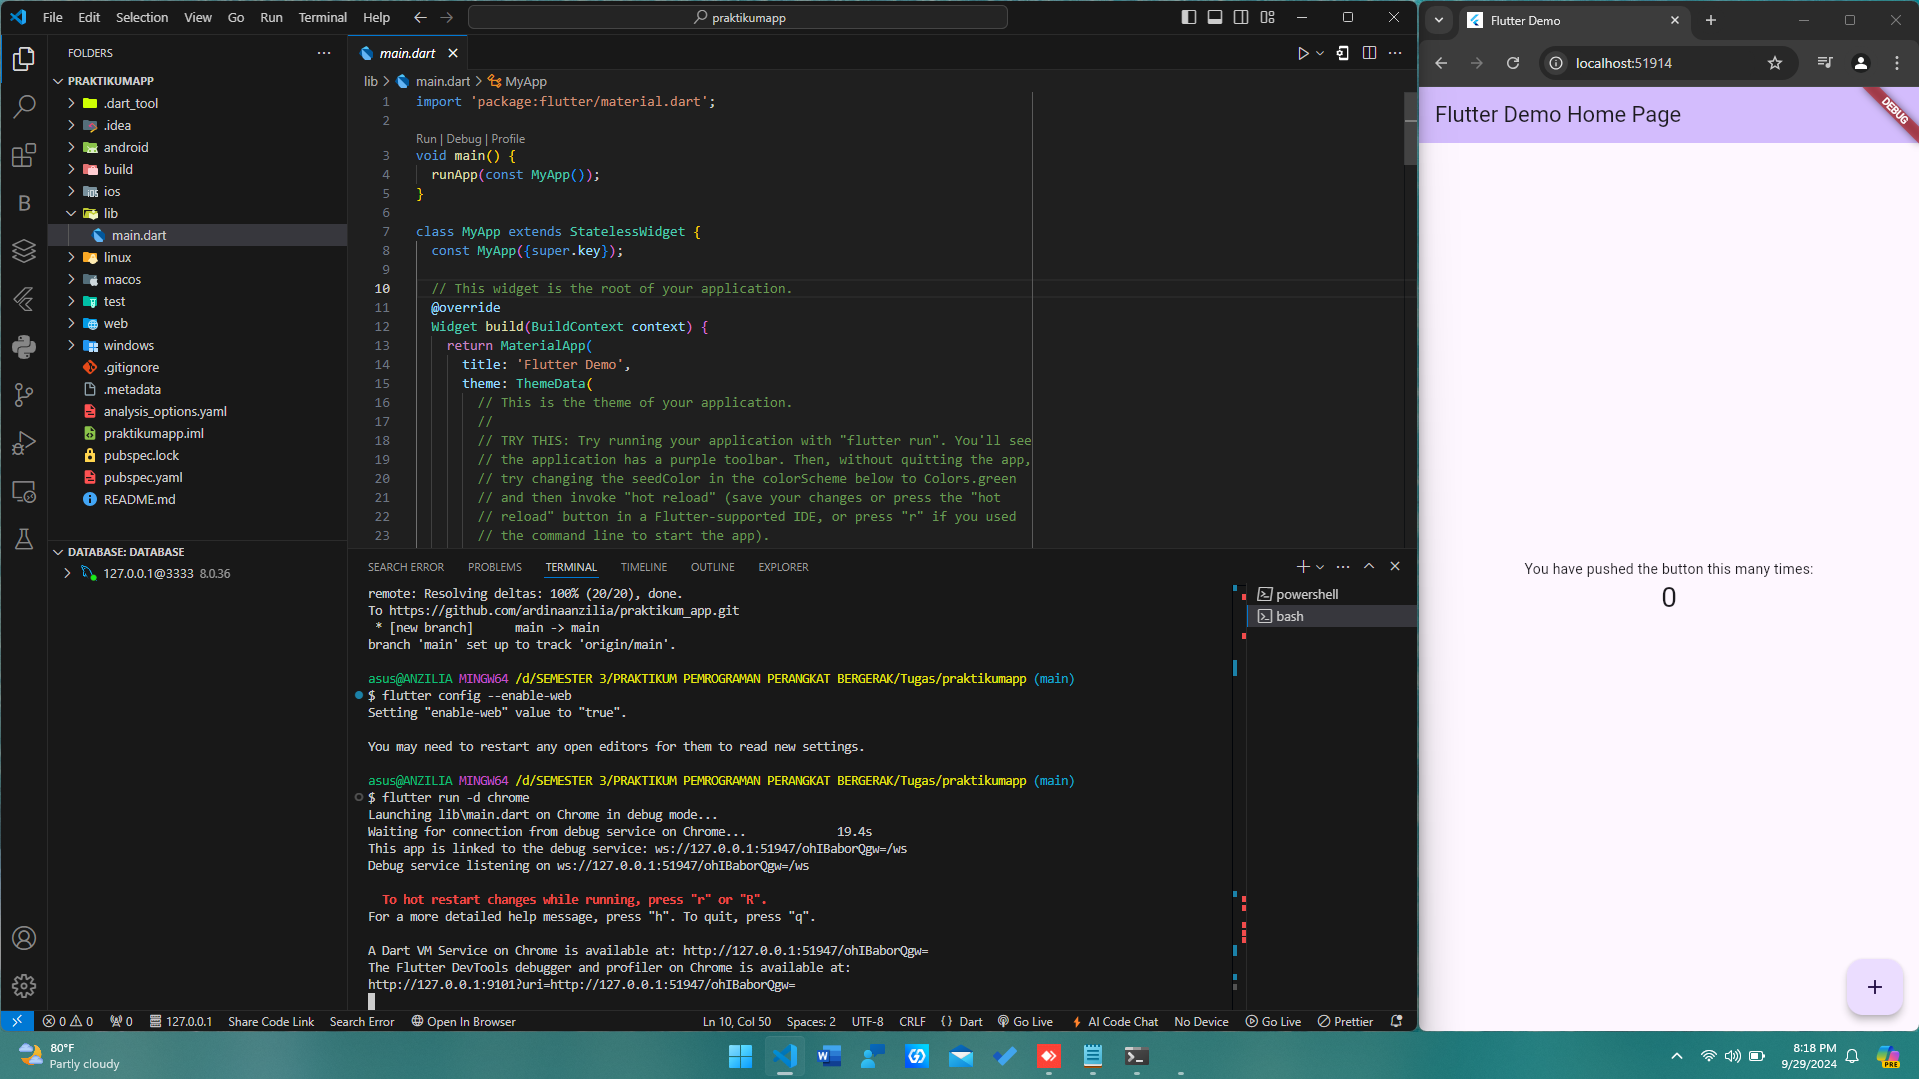 File Edit Selection View Go Run Terminal Help
praktikumapp
FOLDERS
PRAKTIKUMAPP
.dart_tool
.idea
android
build
ios
lib
main.dart
linux
macos
test
web
windows
.gitignore
.metadata
analysis_options.yaml
praktikumapp.iml
pubspec.lock
pubspec.yaml
README.md
DATABASE: DATABASE
127.0.0.1@3333 8.0.36
main.dart
lib > main.dart > MyApp
1 import 'package:flutter/material.dart';
2
Run | Debug | Profile
3 void main() {
4 runApp(const MyApp());
5 }
6
7 class MyApp extends StatelessWidget {
8 const MyApp({super.key});
9
10 // This widget is the root of your application.
11 @override
12 Widget build(BuildContext context) {
13 return MaterialApp(
14 title: 'Flutter Demo',
15 theme: ThemeData(
16 // This is the theme of your application.
17 //
18 // TRY THIS: Try running your application with "flutter run". You'll see
19 // the application has a purple toolbar. Then, without quitting the app,
20 // try changing the seedColor in the colorScheme below to Colors.green
21 // and then invoke "hot reload" (save your changes or press the "hot
22 // reload" button in a Flutter-supported IDE, or press "r" if you used
23 // the command line to start the app).
SEARCH ERROR PROBLEMS TERMINAL TIMELINE OUTLINE EXPLORER
remote: Resolving deltas: 100% (20/20), done.
To https://github.com/ardinaanzilia/praktikum_app.git
* [new branch] main -> main
branch 'main' set up to track 'origin/main'.
asus@ANZILIA MINGW64 /d/SEMESTER 3/PRAKTIKUM PEMROGRAMAN PERANGKAT BERGERAK/Tugas/praktikumapp (main)
$ flutter config --enable-web
Setting "enable-web" value to "true".
You may need to restart any open editors for them to read new settings.
asus@ANZILIA MINGW64 /d/SEMESTER 3/PRAKTIKUM PEMROGRAMAN PERANGKAT BERGERAK/Tugas/praktikumapp (main)
$ flutter run -d chrome
Launching lib\main.dart on Chrome in debug mode...
Waiting for connection from debug service on Chrome... 19.4s
This app is linked to the debug service: ws://127.0.0.1:51947/ohIBaborQgw=/ws
Debug service listening on ws://127.0.0.1:51947/ohIBaborQgw=/ws
To hot restart changes while running, press "r" or "R".
For a more detailed help message, press "h". To quit, press "q".
A Dart VM Service on Chrome is available at: http://127.0.0.1:51947/ohIBaborQgw=
The Flutter DevTools debugger and profiler on Chrome is available at:
http://127.0.0.1:9101?uri=http://127.0.0.1:51947/ohIBaborQgw=
powershell
bash
0 0 0 127.0.0.1 Share Code Link Search Error Open In Browser Ln 10, Col 50 Spaces: 2 UTF-8 CRLF {} Dart Go Live AI Code Chat No Device Go Live Prettier
Flutter Demo
localhost:51914
Flutter Demo Home Page
DEBUG
You have pushed the button this many times:
0
+
80°F
Partly cloudy
8:18 PM
9/29/2024
PRE